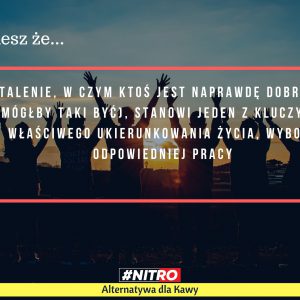 esz że...
TALENIE, W CZYM KTOŚ JEST NAPRAWDĘ DOBR
MÓGŁBY TAKI BYĆ), STANOWI JEDEN Z KLUCZY
WŁAŚCIWEGO UKIERUNKOWANIA ŻYCIA, WYBO
ODPOWIEDNIEJ PRACY
#NITRO
Alternatywa dla Kawy